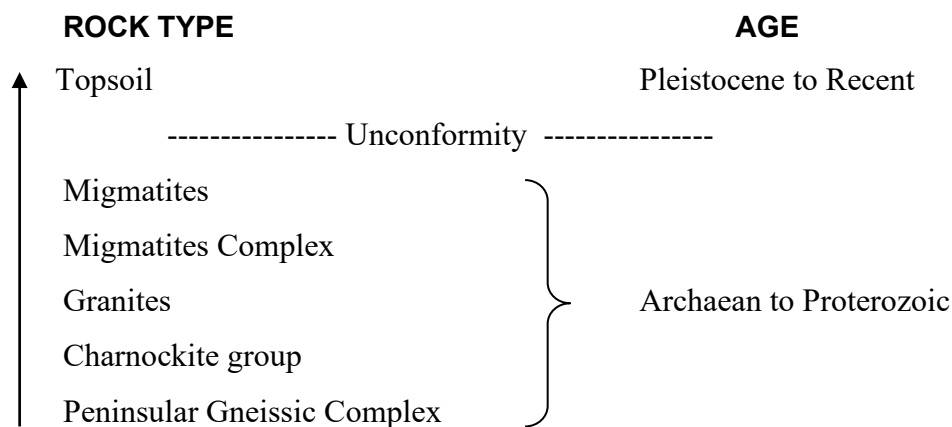 ROCK TYPE AGE
Topsoil Pleistocene to Recent
---------------- Unconformity ----------------
Migmatites
Migmatites Complex
Granites Archaean to Proterozoic
Charnockite group
Peninsular Gneissic Complex